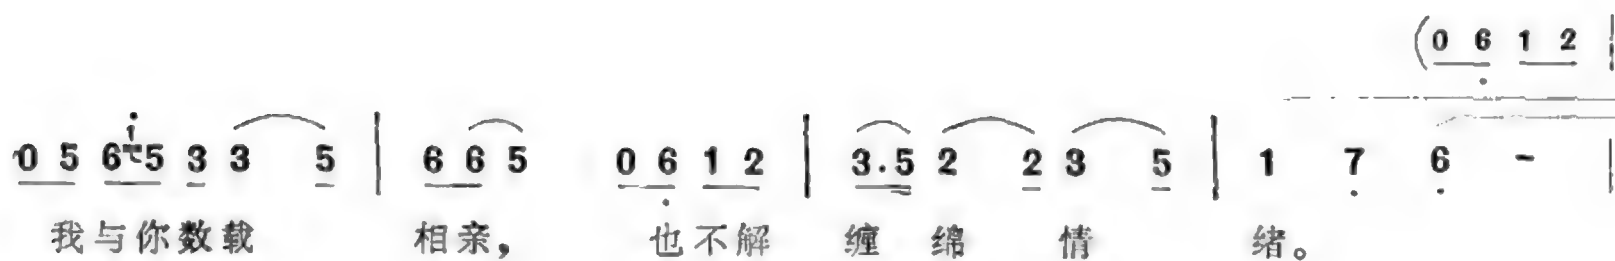 (0 6 1 2 |
0 5 6 i 5 3 3 5 | 6 6 5 0 6 1 2 | 3.5 2 2 3 5 | 1 7 6 - |
我与你数载 相亲， 也不解 缠绵情 绪。